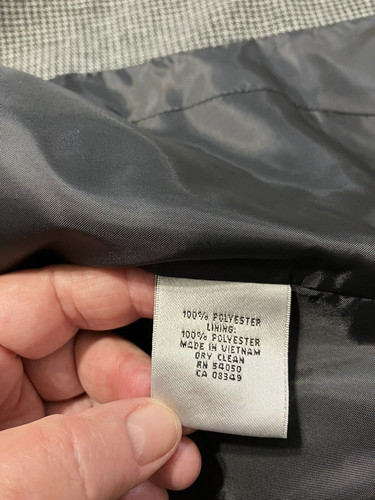 100% POLYESTER
LINING:
100% POLYESTER
MADE IN VIETNAM
DRY CLEAN
RN 54050
CA 08349